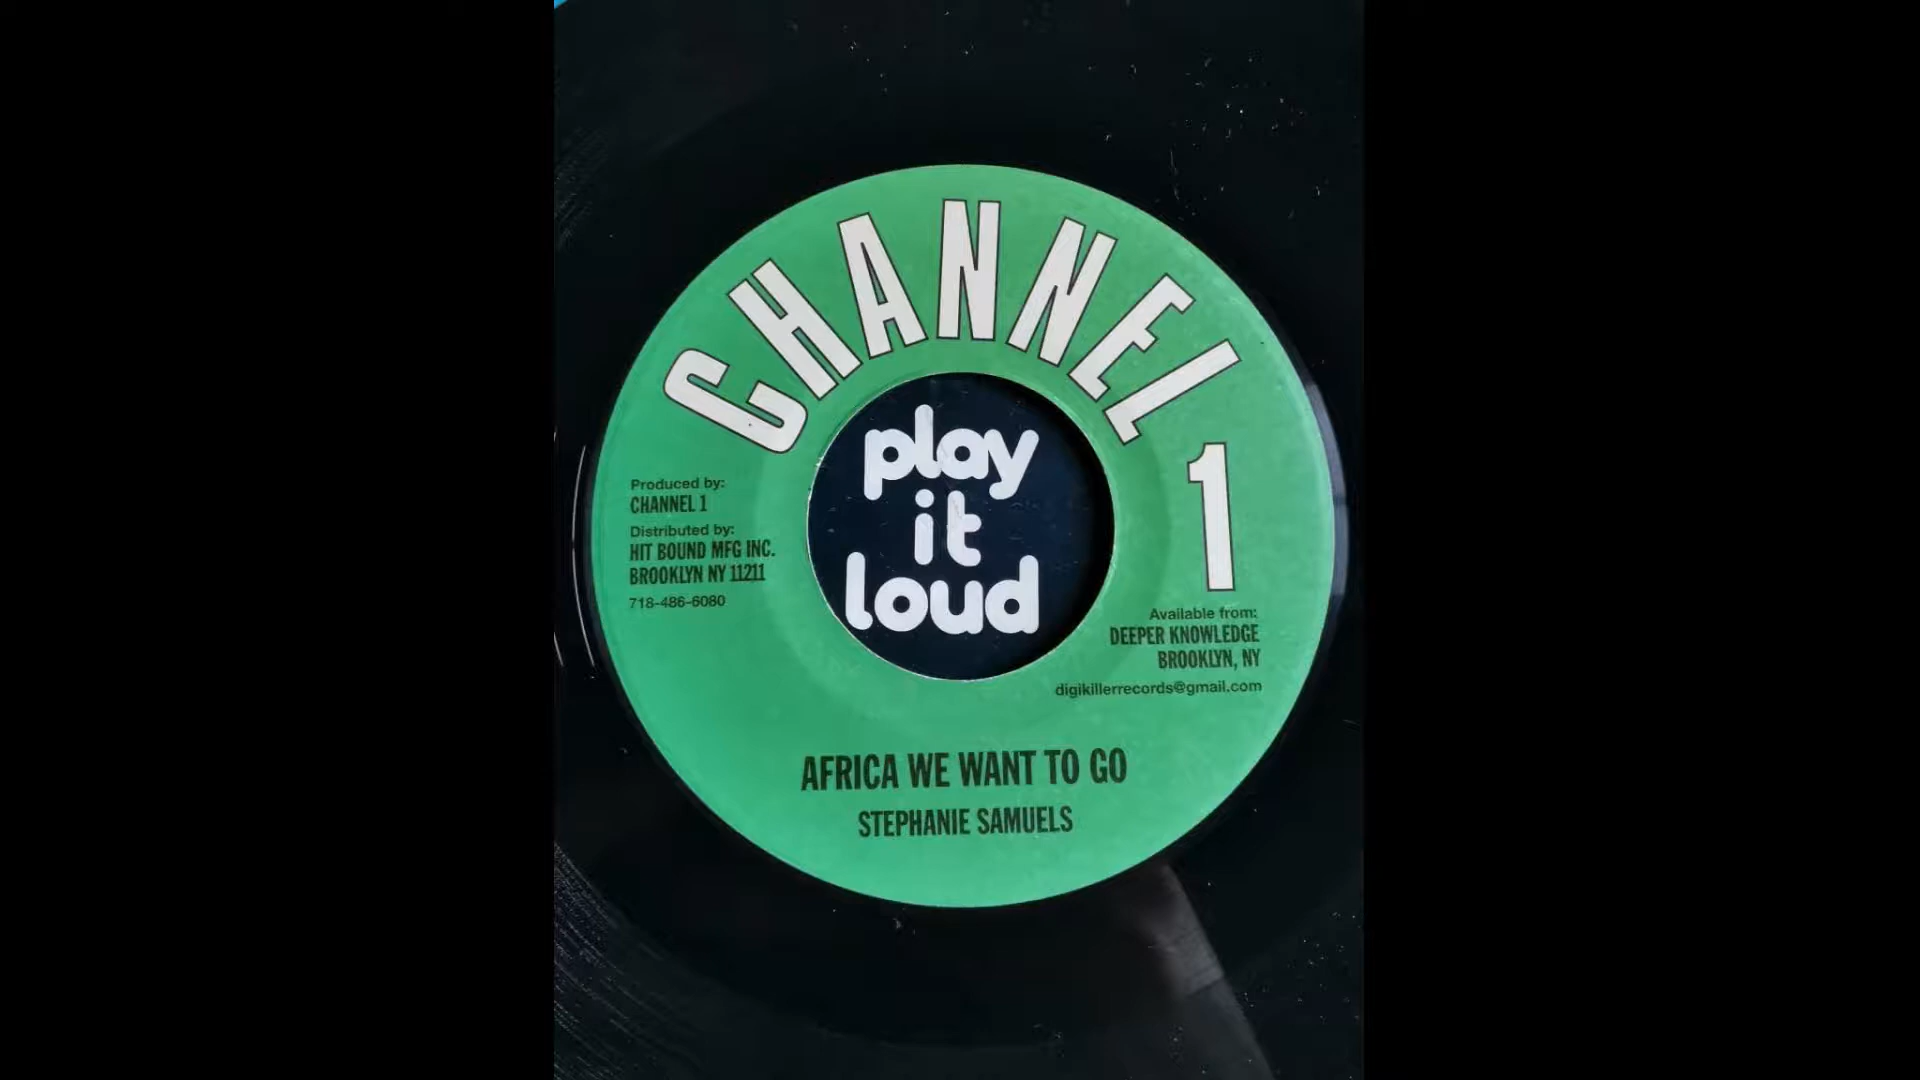 CHANNEL 1
play
it
loud
Produced by:
CHANNEL 1
Distributed by:
HIT BOUND MFG INC.
BROOKLYN NY 11211
718-486-6080
Available from:
DEEPER KNOWLEDGE
BROOKLYN, NY
digikillerrecords@gmail.com
AFRICA WE WANT TO GO
STEPHANIE SAMUELS